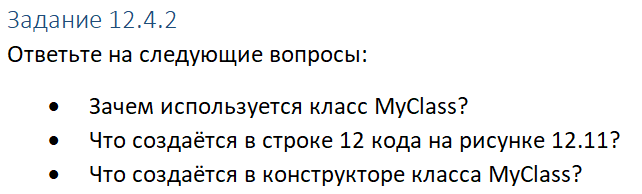 Задание 12.4.2
Ответьте на следующие вопросы:
• Зачем используется класс MyClass?
• Что создаётся в строке 12 кода на рисунке 12.11?
• Что создаётся в конструкторе класса MyClass?